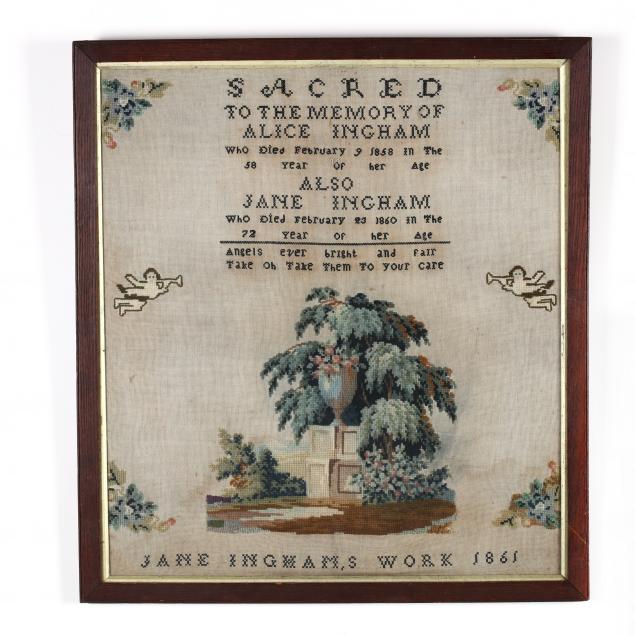 SACRED
TO THE MEMORY OF
ALICE INGHAM
Who Died February 9 1858 In The
58 Year Of her Age
ALSO
JANE INGHAM
Who Died February 23 1860 In The
72 Year of her Age
Angels ever bright and Fair
Take Oh Take Them To your care
JANE INGHAM,S WORK 1861